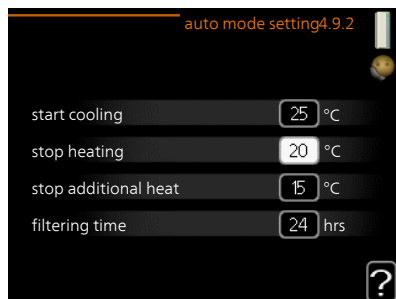 auto mode setting4.9.2
start cooling 25 °C
stop heating 20 °C
stop additional heat 15 °C
filtering time 24 hrs
?